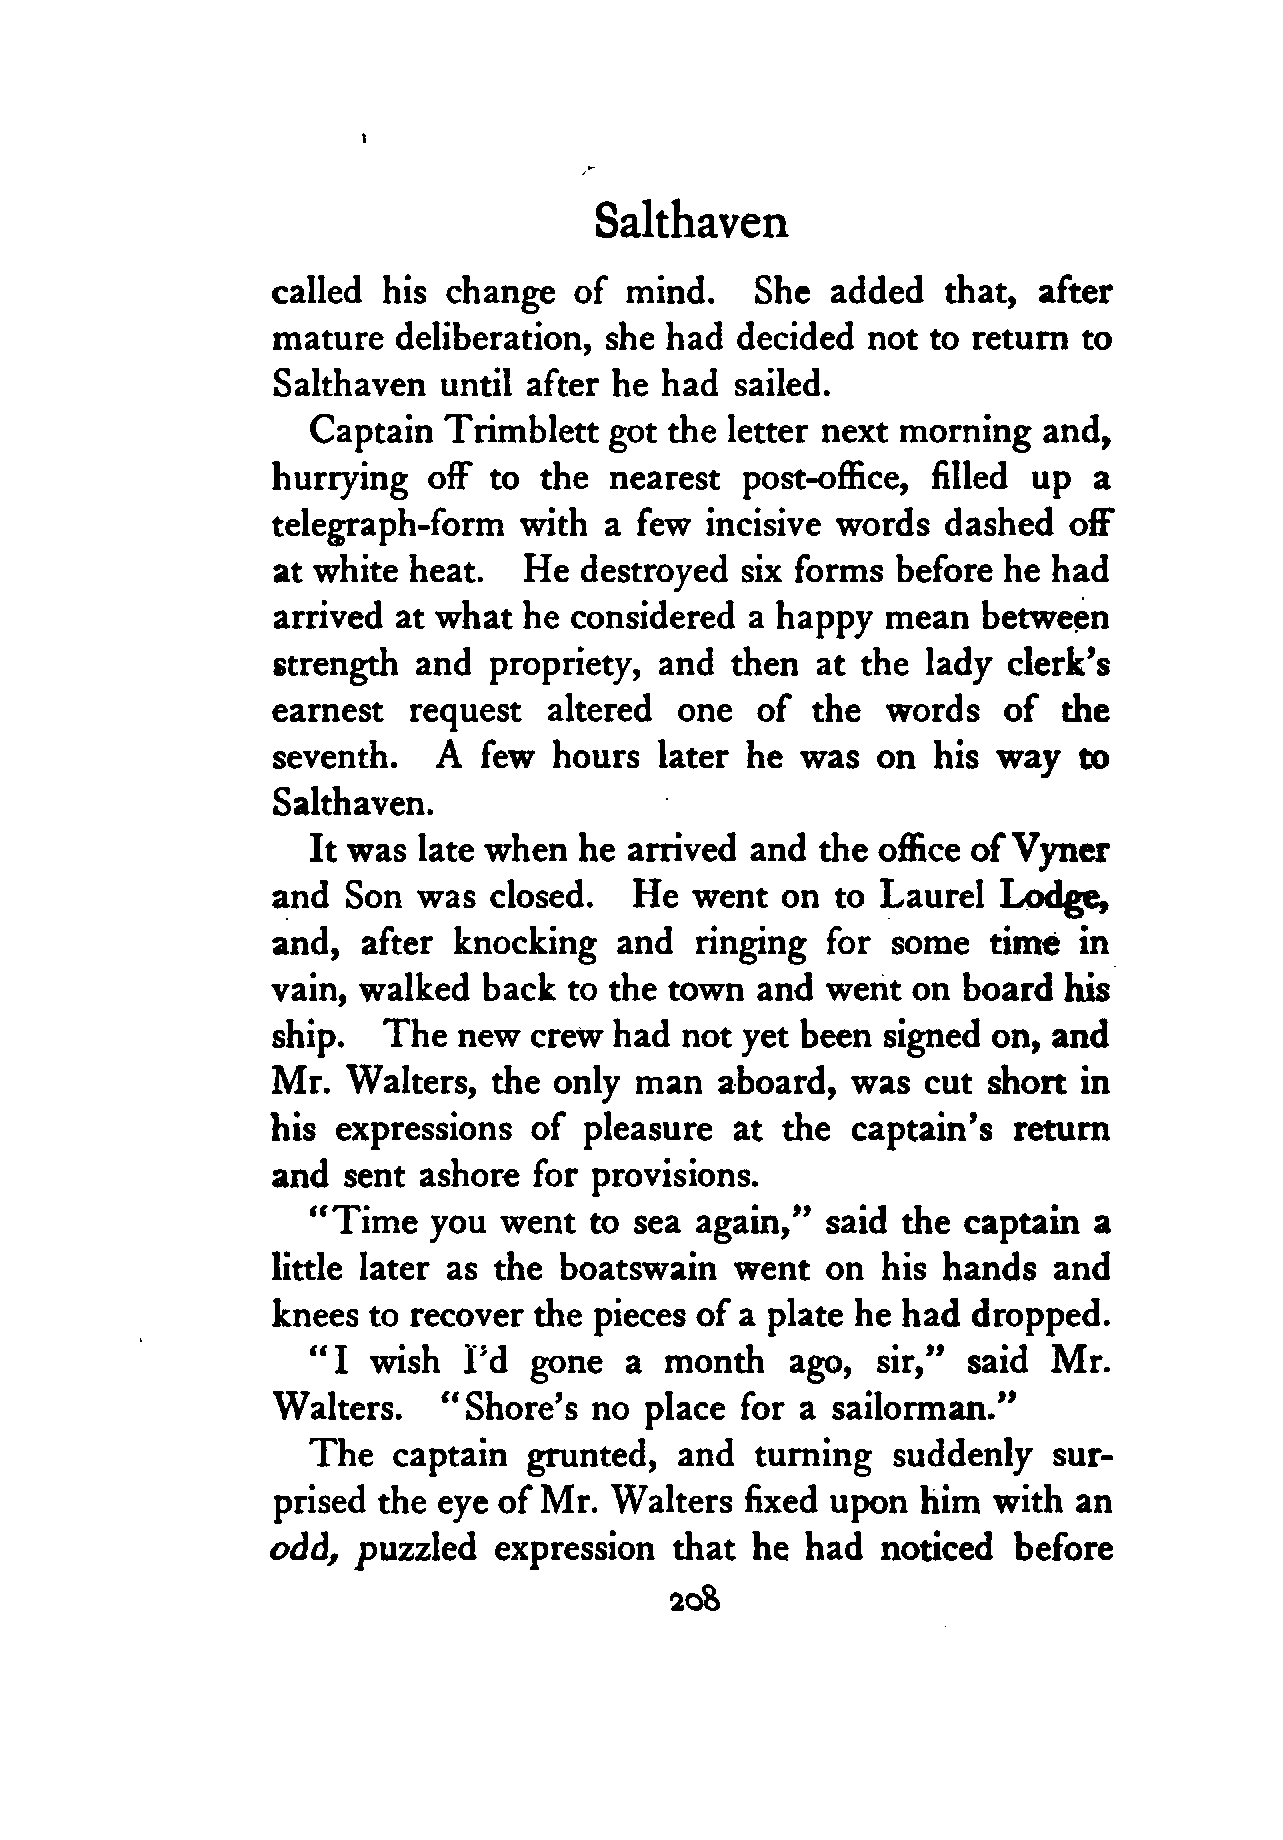 Salthaven
called his change of mind. She added that, after
mature deliberation, she had decided not to return to
Salthaven until after he had sailed.
Captain Trimblett got the letter next morning and,
hurrying off to the nearest post-office, filled up a
telegraph-form with a few incisive words dashed off
at white heat. He destroyed six forms before he had
arrived at what he considered a happy mean between
strength and propriety, and then at the lady clerk's
earnest request altered one of the words of the
seventh. A few hours later he was on his way to
Salthaven.
It was late when he arrived and the office of Vyner
and Son was closed. He went on to Laurel Lodge,
and, after knocking and ringing for some time in
vain, walked back to the town and went on board his
ship. The new crew had not yet been signed on, and
Mr. Walters, the only man aboard, was cut short in
his expressions of pleasure at the captain's return
and sent ashore for provisions.
"Time you went to sea again," said the captain a
little later as the boatswain went on his hands and
knees to recover the pieces of a plate he had dropped.
"I wish I'd gone a month ago, sir," said Mr.
Walters. "Shore's no place for a sailorman."
The captain grunted, and turning suddenly sur-
prised the eye of Mr. Walters fixed upon him with an
odd, puzzled expression that he had noticed before
208